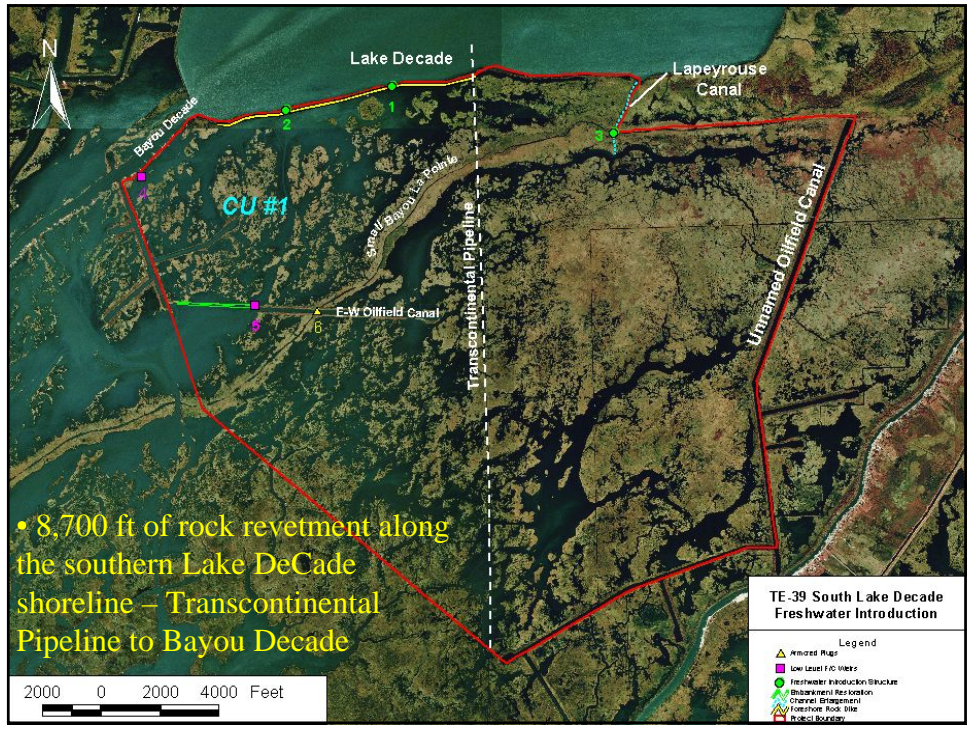 N
Lake Decade
Lapeyrouse
Canal
Bayou Decade
1
2
3
4
CU #1
Small Bayou La Pointe
Transcontinental Pipeline
Unnamed Oilfield Canal
5
6
E-W Oilfield Canal
• 8,700 ft of rock revetment along
the southern Lake DeCade
shoreline – Transcontinental
Pipeline to Bayou Decade
2000 0 2000 4000 Feet
TE-39 South Lake Decade
Freshwater Introduction
Legend
Armored Plugs
Low Level F/C Weirs
Freshwater Introduction Structure
Embankment Restoration
Channel Enlargement
Foreshore Rock Dike
Project Boundary